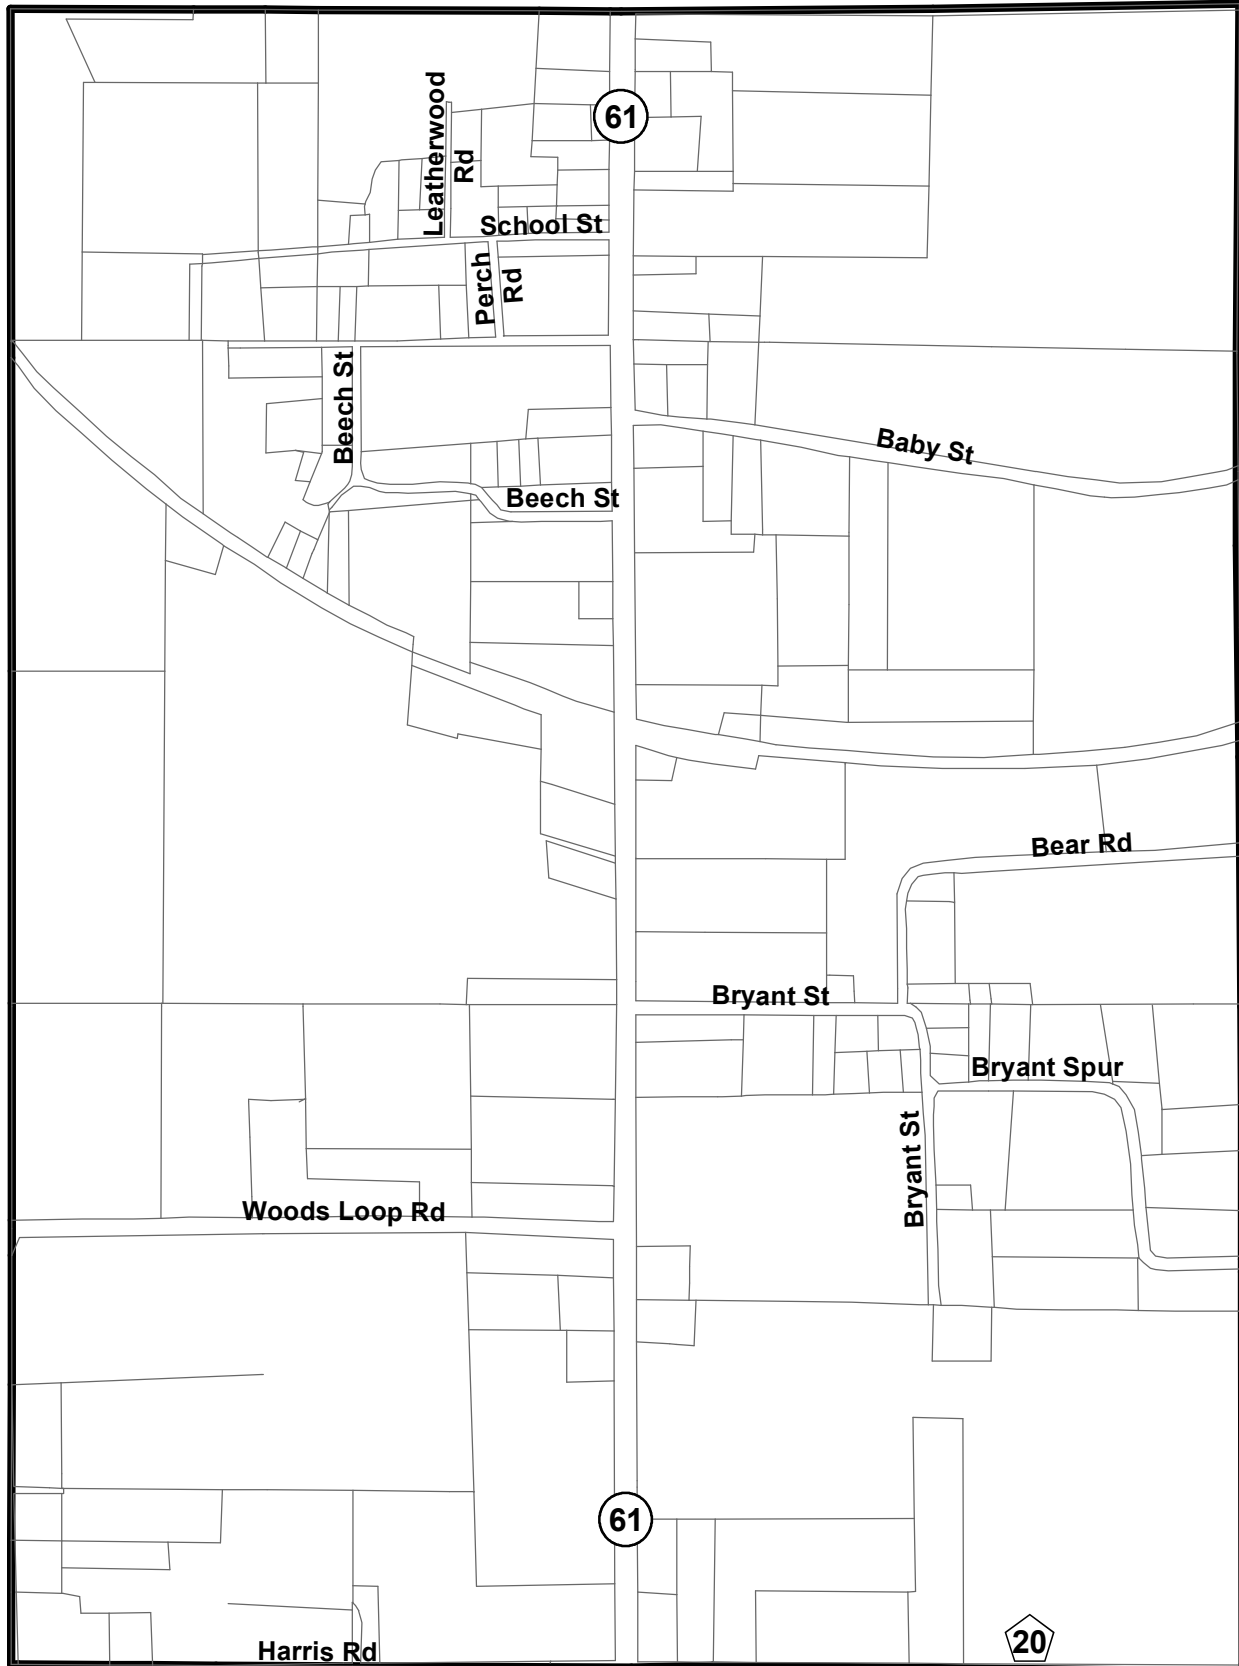 61
Leatherwood
Rd
School St
Perch
Rd
Beech St
Baby St
Beech St
Bear Rd
Bryant St
Bryant Spur
Bryant St
Woods Loop Rd
61
20
Harris Rd